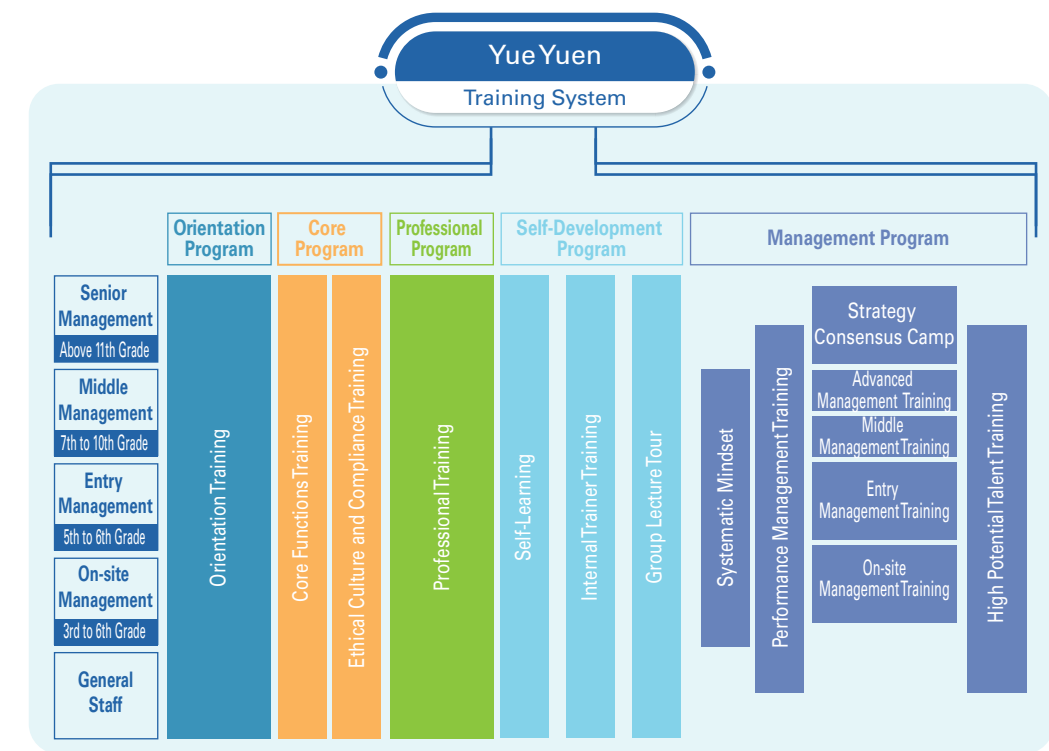 Yue Yuen
Training System
Orientation
Program
Core
Program
Professional
Program
Self-Development
Program
Management Program
Senior
Management
Above 11th Grade
Middle
Management
7th to 10th Grade
Entry
Management
5th to 6th Grade
On-site
Management
3rd to 6th Grade
General
Staff
Orientation Training
Core Functions Training
Ethical Culture and Compliance Training
Professional Training
Self-Learning
Internal Trainer Training
Group Lecture Tour
Systematic Mindset
Performance Management Training
Strategy
Consensus Camp
Advanced
Management Training
Middle
Management Training
Entry
Management Training
On-site
Management Training
High Potential Talent Training